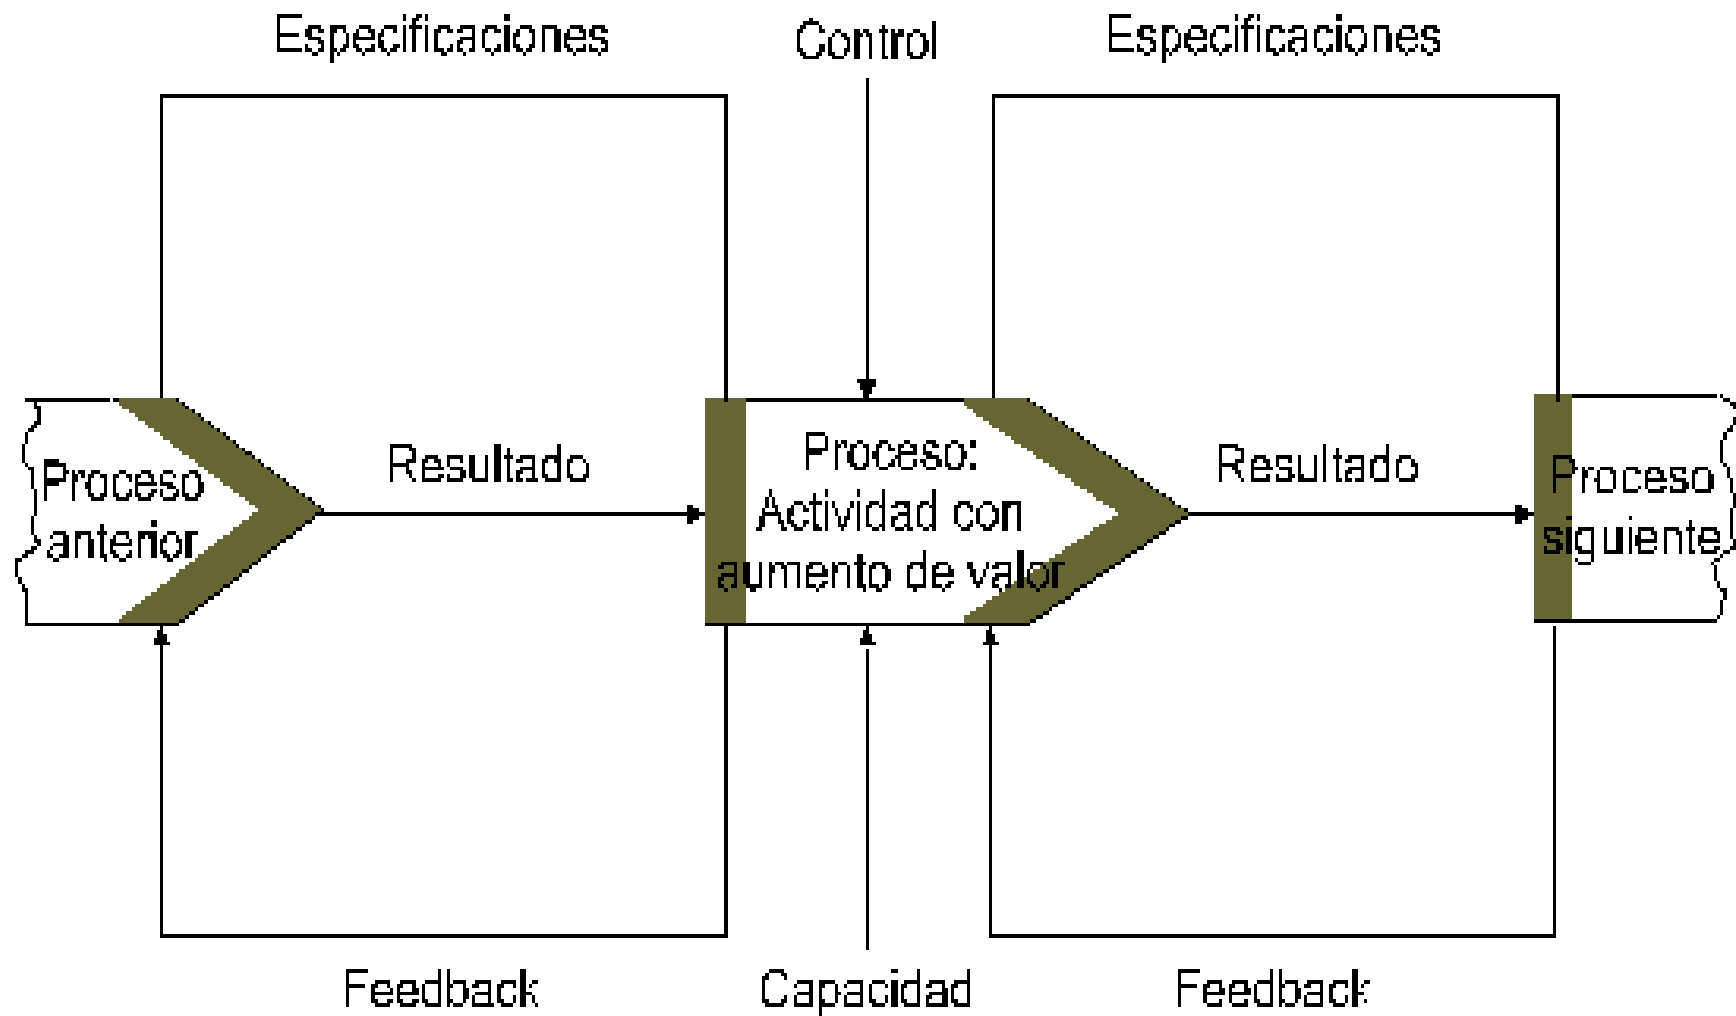 Especificaciones
Control
Especificaciones
Proceso
anterior
Resultado
Proceso:
Actividad con
aumento de valor
Resultado
Proceso
siguiente
Feedback
Capacidad
Feedback